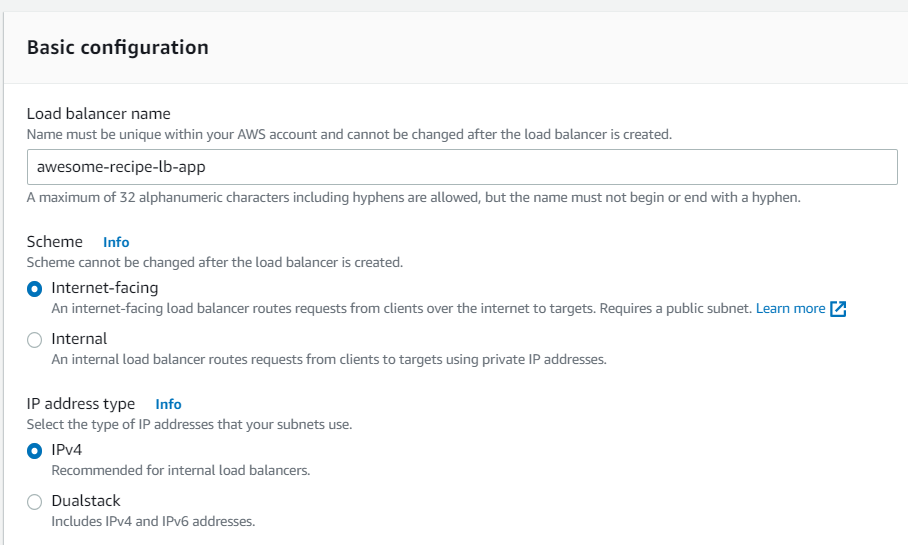 Basic configuration
Load balancer name
Name must be unique within your AWS account and cannot be changed after the load balancer is created.
awesome-recipe-lb-app
A maximum of 32 alphanumeric characters including hyphens are allowed, but the name must not begin or end with a hyphen.
Scheme Info
Scheme cannot be changed after the load balancer is created.
Internet-facing
An internet-facing load balancer routes requests from clients over the internet to targets. Requires a public subnet. Learn more
Internal
An internal load balancer routes requests from clients to targets using private IP addresses.
IP address type Info
Select the type of IP addresses that your subnets use.
IPv4
Recommended for internal load balancers.
Dualstack
Includes IPv4 and IPv6 addresses.